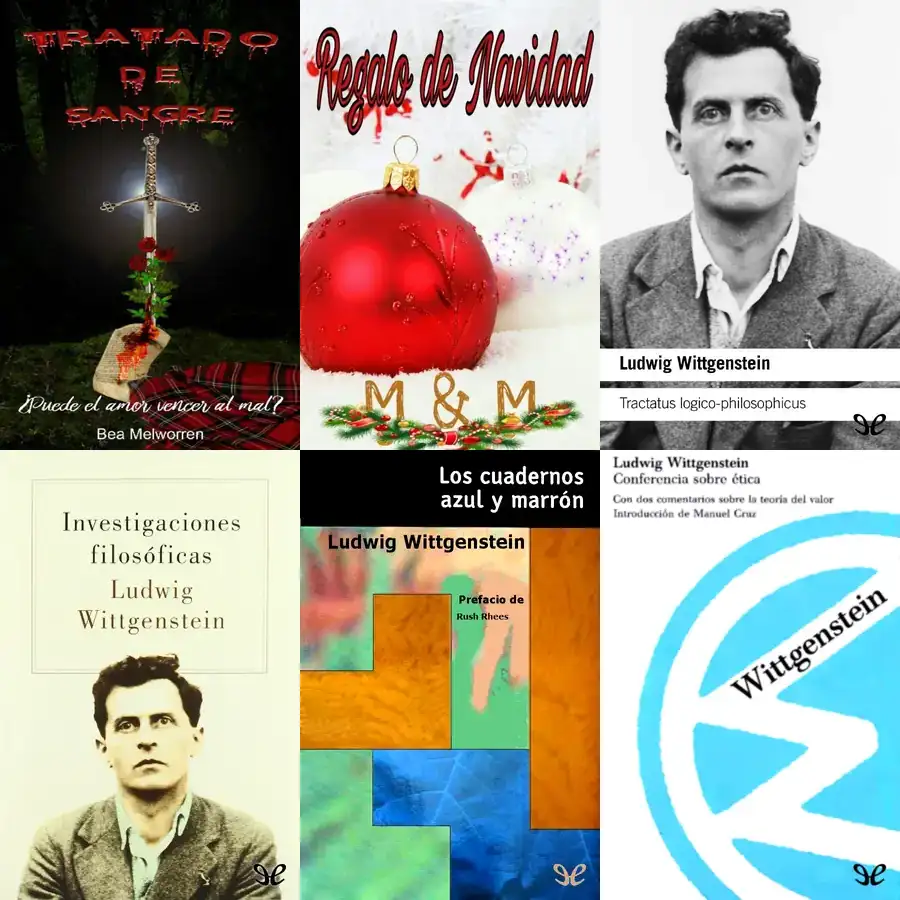 TRATADO
DE
SANGRE
¿Puede el amor vencer al mal?
Bea Melworren
Regalo de Navidad
M & M
Ludwig Wittgenstein
Tractatus logico-philosophicus
Investigaciones
filosóficas
Ludwig
Wittgenstein
Los cuadernos
azul y marrón
Ludwig Wittgenstein
Prefacio de
Rush Rhees
Ludwig Wittgenstein
Conferencia sobre ética
Con dos comentarios sobre la teoría del valor
Introducción de Manuel Cruz
Wittgenstein